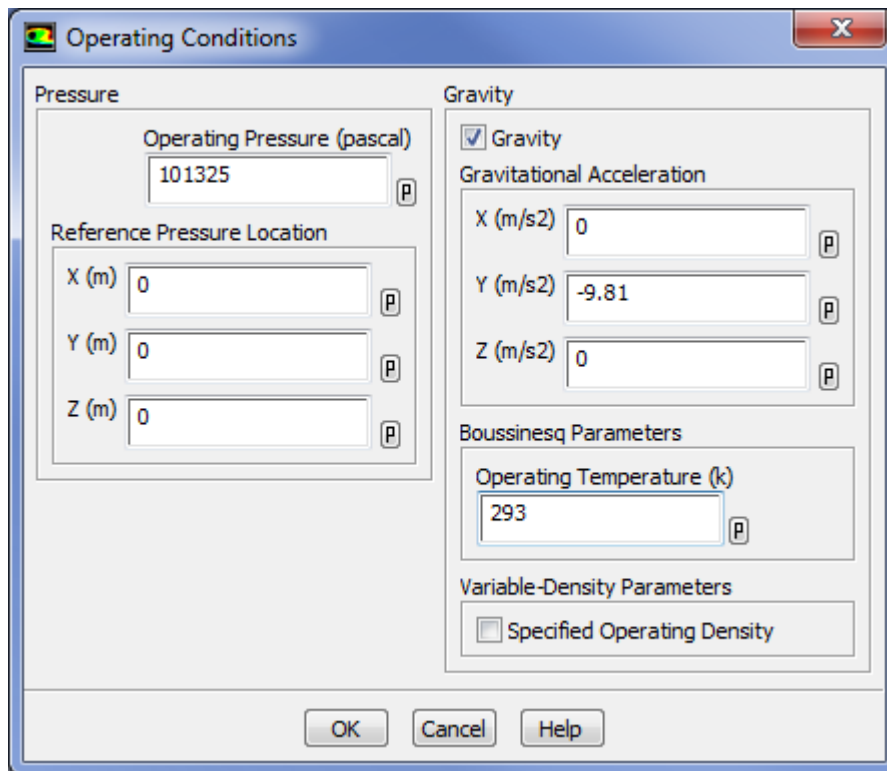 Operating Conditions
Pressure
Operating Pressure (pascal)
101325
P
Reference Pressure Location
X (m)
0
P
Y (m)
0
P
Z (m)
0
P
Gravity
Gravity
Gravitational Acceleration
X (m/s2)
0
P
Y (m/s2)
-9.81
P
Z (m/s2)
0
P
Boussinesq Parameters
Operating Temperature (k)
293
P
Variable-Density Parameters
Specified Operating Density
OK
Cancel
Help